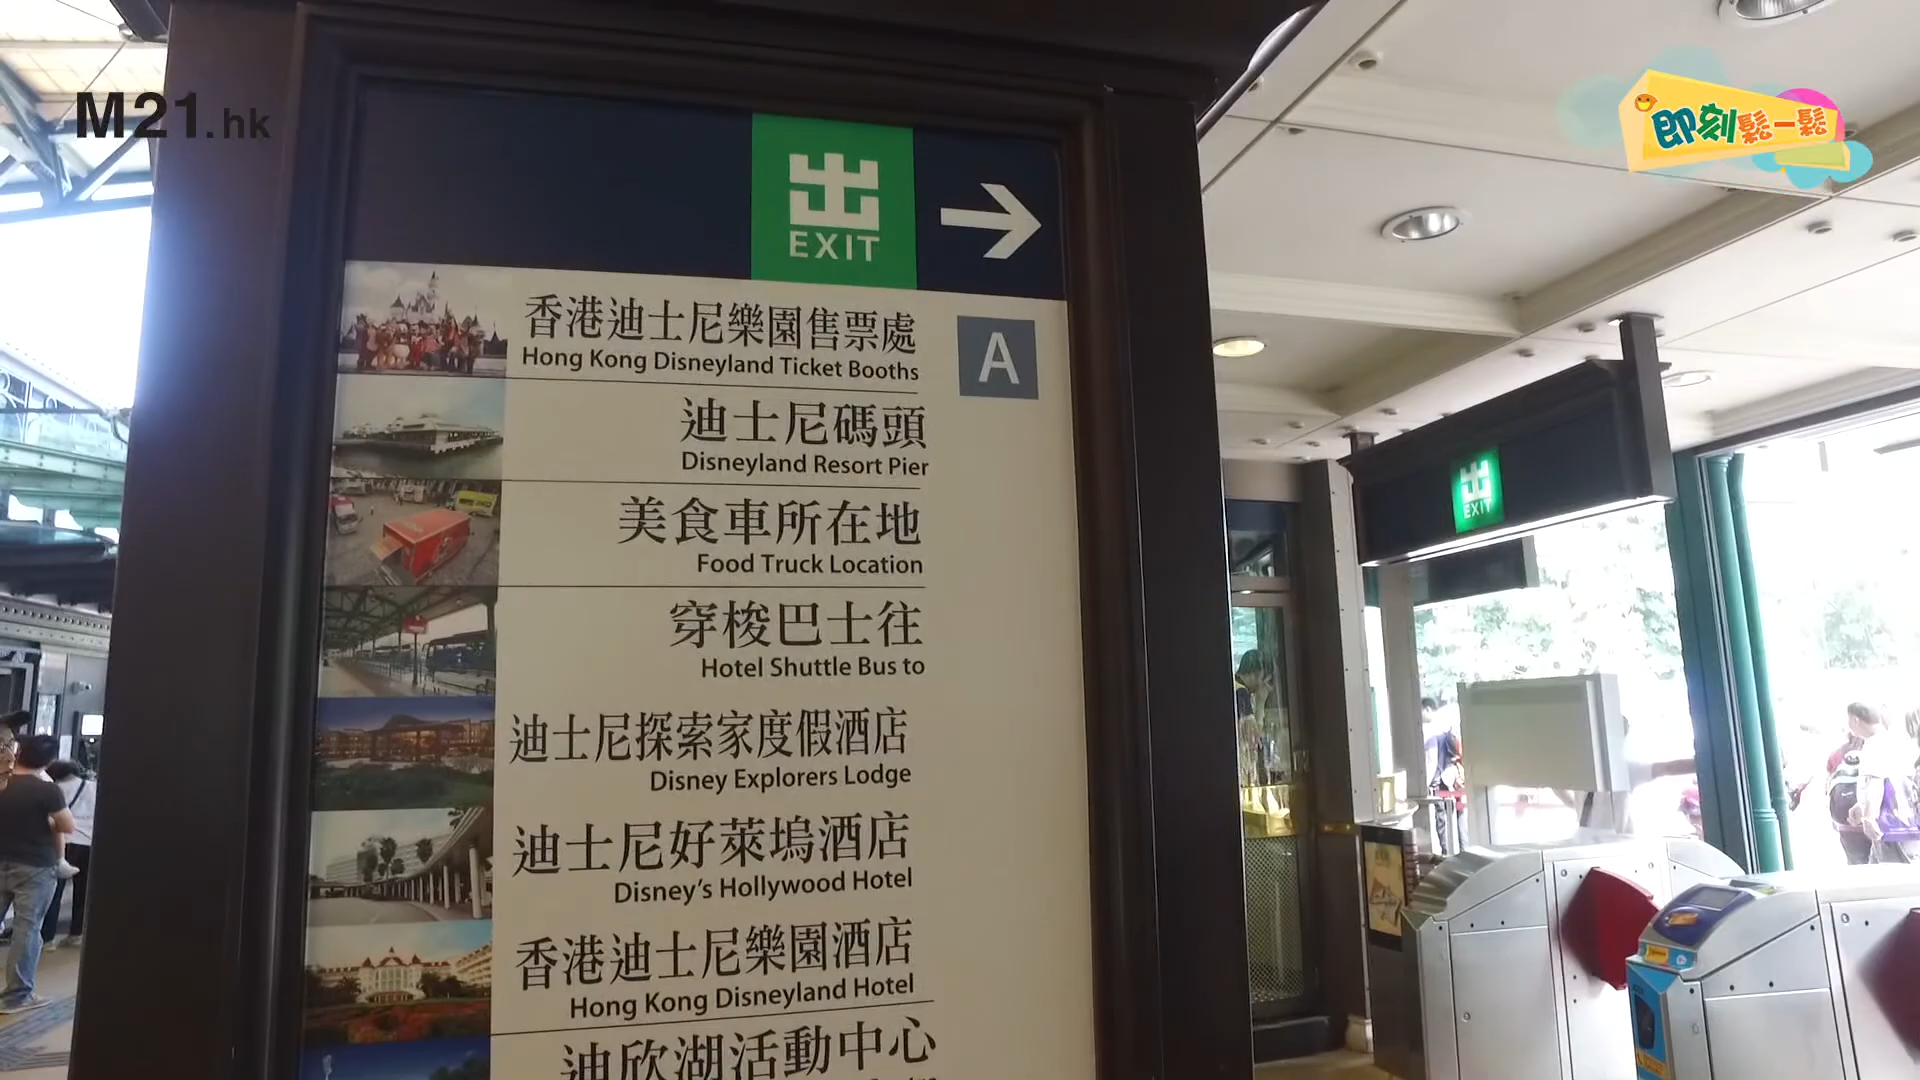 M21.hk
即刻鬆一鬆
出
EXIT
香港迪士尼樂園售票處
Hong Kong Disneyland Ticket Booths
A
迪士尼碼頭
Disneyland Resort Pier
美食車所在地
Food Truck Location
穿梭巴士往
Hotel Shuttle Bus to
迪士尼探索家度假酒店
Disney Explorers Lodge
迪士尼好萊塢酒店
Disney's Hollywood Hotel
香港迪士尼樂園酒店
Hong Kong Disneyland Hotel
迪欣湖活動中心
出
EXIT